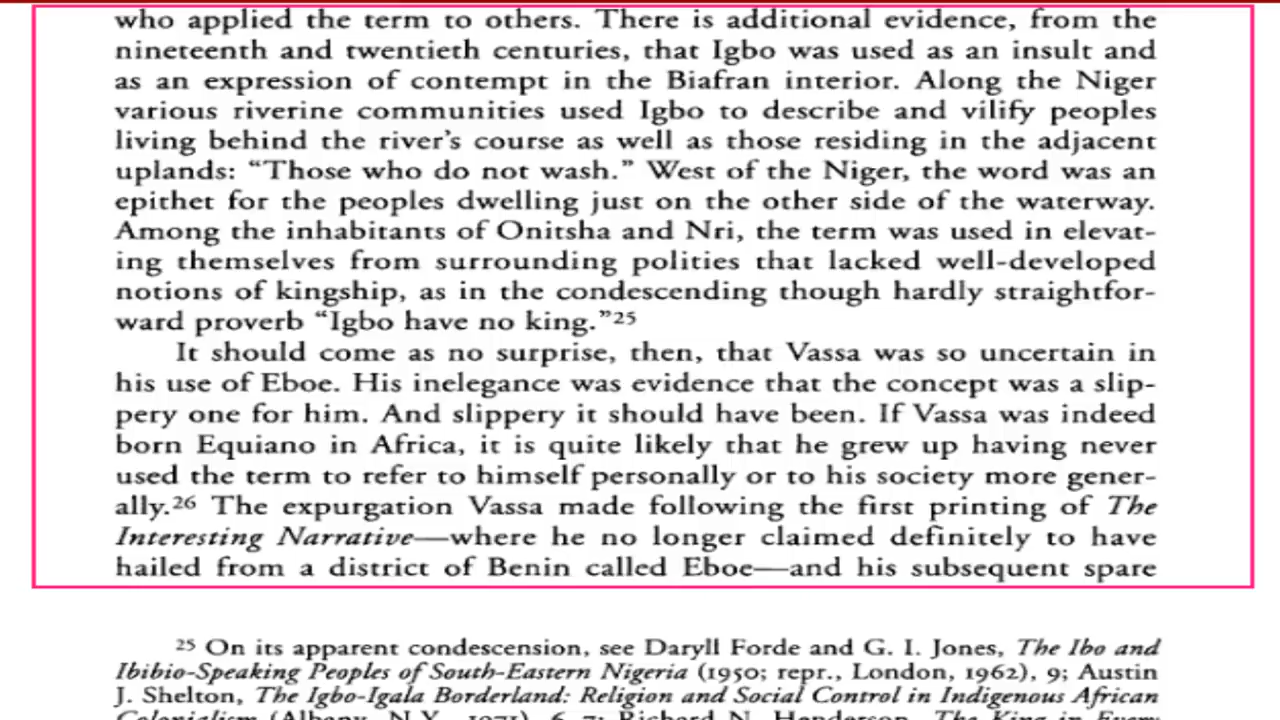 who applied the term to others. There is additional evidence, from the
nineteenth and twentieth centuries, that Igbo was used as an insult and
as an expression of contempt in the Biafran interior. Along the Niger
various riverine communities used Igbo to describe and vilify peoples
living behind the river's course as well as those residing in the adjacent
uplands: “Those who do not wash.” West of the Niger, the word was an
epithet for the peoples dwelling just on the other side of the waterway.
Among the inhabitants of Onitsha and Nri, the term was used in elevat-
ing themselves from surrounding polities that lacked well-developed
notions of kingship, as in the condescending though hardly straightfor-
ward proverb “Igbo have no king.”25
It should come as no surprise, then, that Vassa was so uncertain in
his use of Eboe. His inelegance was evidence that the concept was a slip-
pery one for him. And slippery it should have been. If Vassa was indeed
born Equiano in Africa, it is quite likely that he grew up having never
used the term to refer to himself personally or to his society more gener-
ally.26 The expurgation Vassa made following the first printing of The
Interesting Narrative—where he no longer claimed definitely to have
hailed from a district of Benin called Eboe—and his subsequent spare
25 On its apparent condescension, see Daryll Forde and G. I. Jones, The Ibo and
Ibibio-Speaking Peoples of South-Eastern Nigeria (1950; repr., London, 1962), 9; Austin
J. Shelton, The Igbo-Igala Borderland: Religion and Social Control in Indigenous African
Colonialism (Albany, N.Y., 1971), 6, 7; Richard N. Henderson, The King in Every